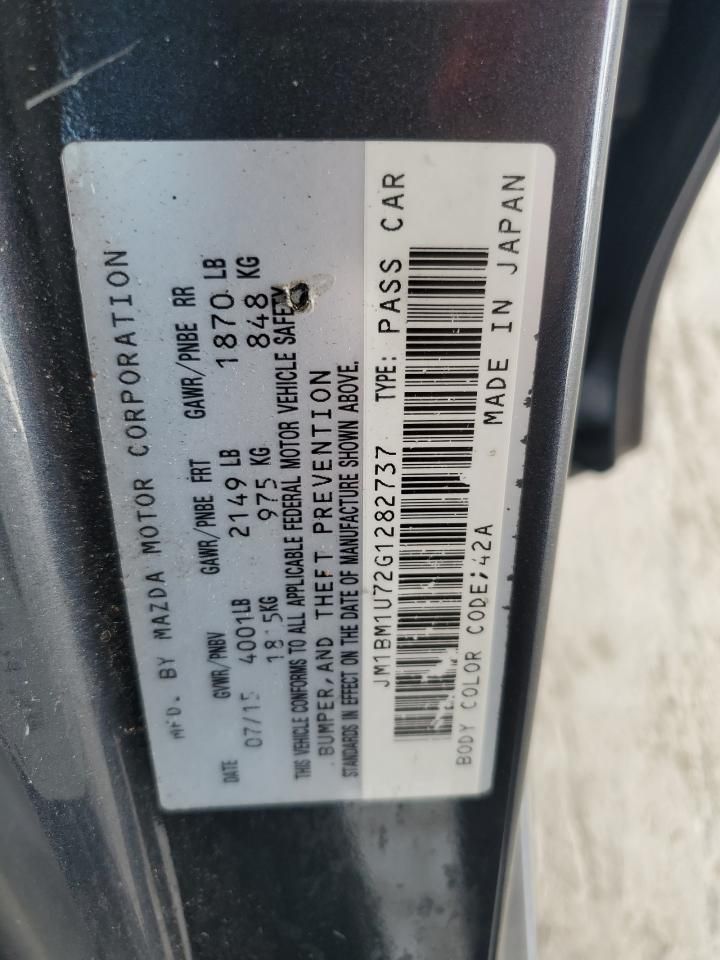 MFD. BY MAZDA MOTOR CORPORATION
DATE GVWR/PNBV GAWR/PNBE FRT GAWR/PNBE RR
07/15 4001LB 2149 LB 1870 LB
975 KG 848 KG
THIS VEHICLE CONFORMS TO ALL APPLICABLE FEDERAL MOTOR VEHICLE SAFETY
BUMPER, AND THEFT PREVENTION
STANDARDS IN EFFECT ON THE DATE OF MANUFACTURE SHOWN ABOVE.
JM1BM1U72G1282737 TYPE: PASS CAR
BODY COLOR CODE;42A MADE IN JAPAN